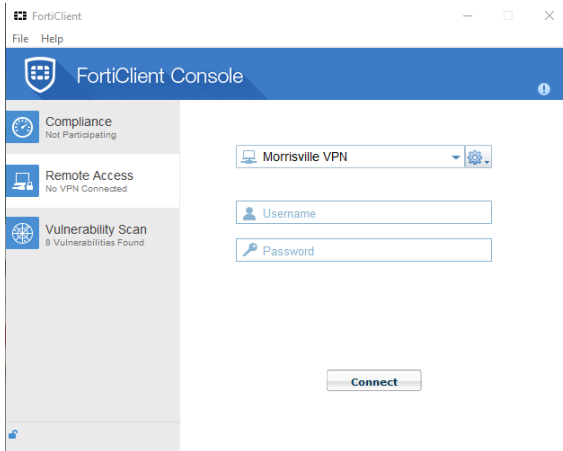 FortiClient
File Help
FortiClient Console
Compliance
Not Participating
Remote Access
No VPN Connected
Vulnerability Scan
8 Vulnerabilities Found
Morrisville VPN
Username
Password
Connect